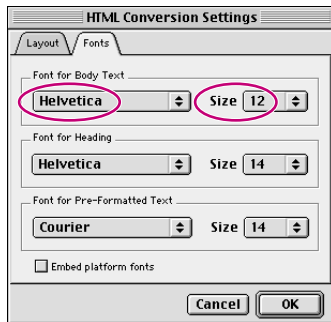 HTML Conversion Settings
Layout Fonts
Font for Body Text
Helvetica Size 12
Font for Heading
Helvetica Size 14
Font for Pre-Formatted Text
Courier Size 14
Embed platform fonts
Cancel OK